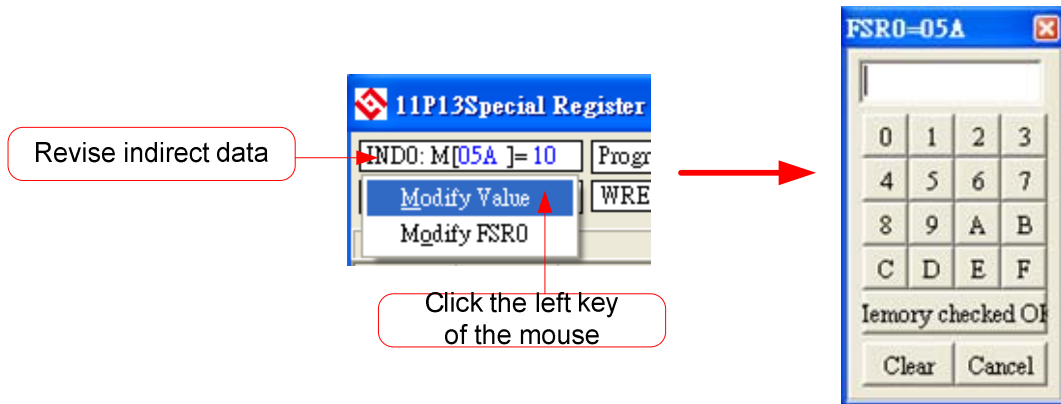 FSR0=05A
11P13Special Register
Revise indirect data
IND0: M[05A ]= 10
Progr
Modify Value
WRE
Modify FSR0
Click the left key
of the mouse
0 1 2 3
4 5 6 7
8 9 A B
C D E F
Iemory checked OI
Clear Cancel